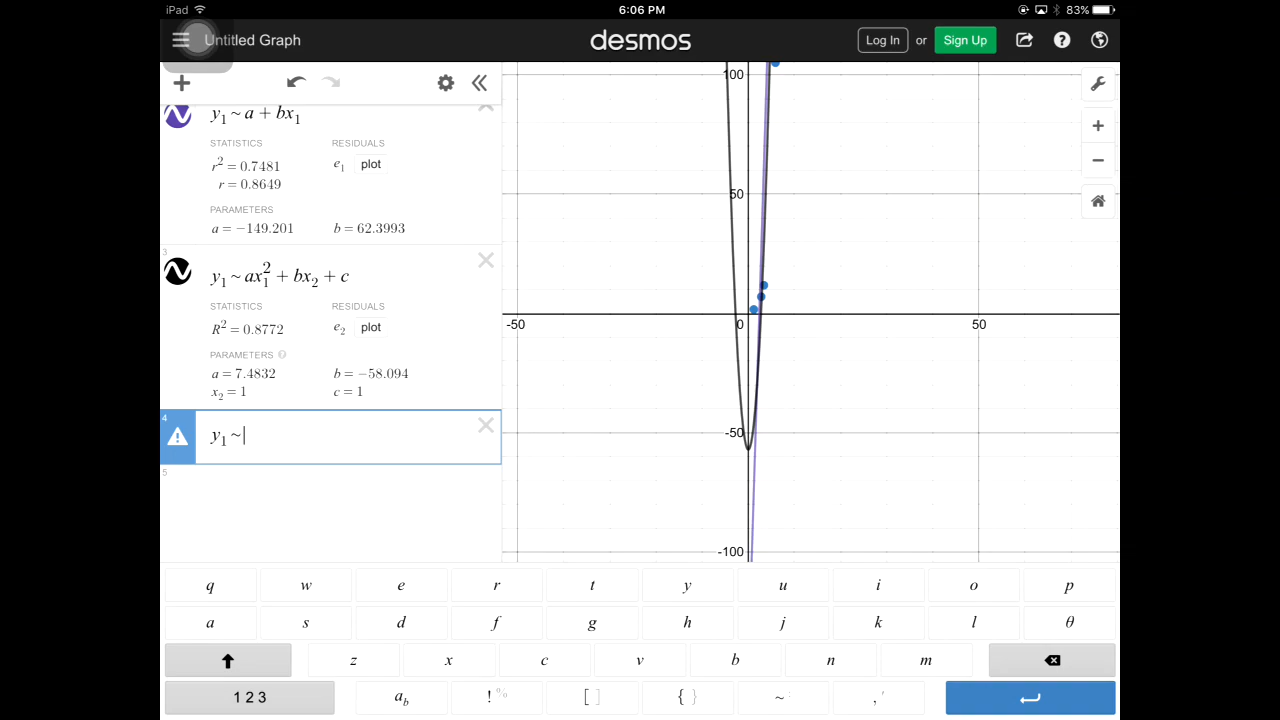 iPad 6:06 PM 83%
Untitled Graph desmos Log In or Sign Up
y₁ ~ a + bx₁
STATISTICS RESIDUALS
r² = 0.7481 e₁ plot
r = 0.8649
PARAMETERS
a = −149.201 b = 62.3993
3
y₁ ~ ax₁² + bx₂ + c
STATISTICS RESIDUALS
R² = 0.8772 e₂ plot
PARAMETERS ?
a = 7.4832 b = −58.094
x₂ = 1 c = 1
4
y₁ ~
5
100
50
-50 0 50
-50
-100
q w e r t y u i o p
a s d f g h j k l θ
z x c v b n m
1 2 3 a_b ! % [ ] { } ~ : , '